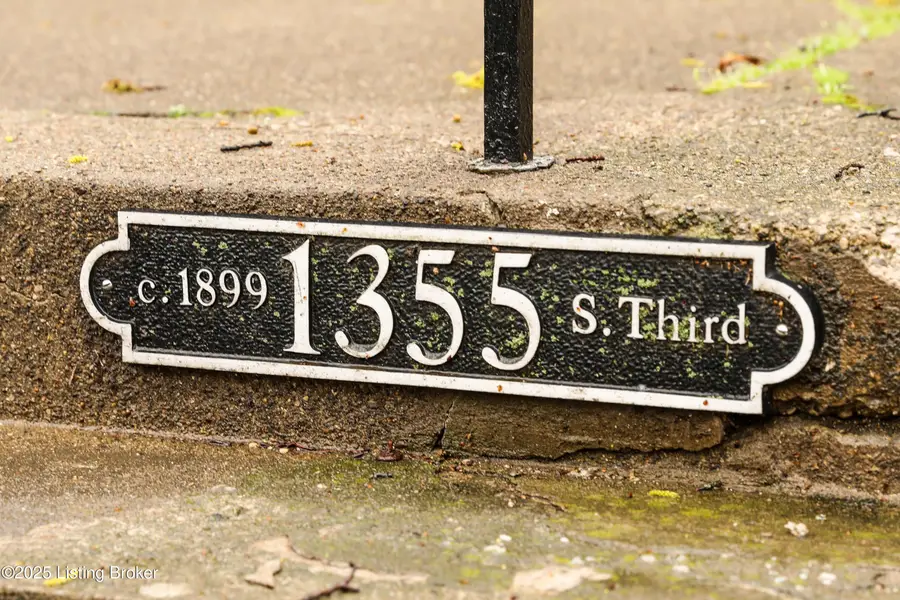 c. 1899 1355 S. Third
©2025 Listing Broker